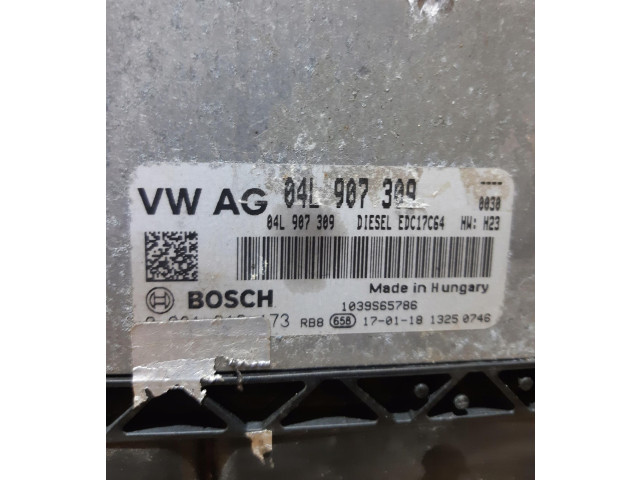 VW AG 04L 907 309
0030
04L 907 309 DIESEL EDC17C64 HW: H23
Made in Hungary
BOSCH 1039S65786
173 RB8 658 17-01-18 1325 0746